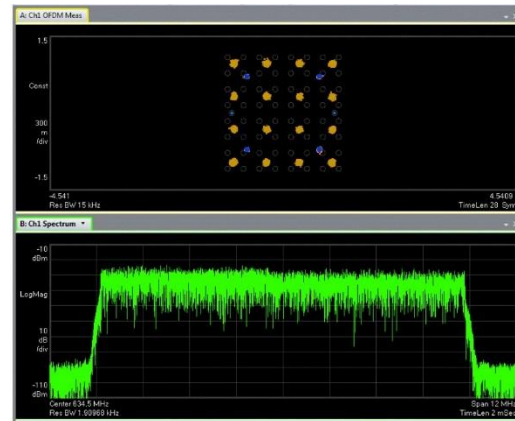 A: Ch1 OFDM Meas
1.5
Const
300
m
/div
-1.5
-4.541
4.5409
Res BW 15 kHz
TimeLen 20 Sym
B: Ch1 Spectrum
-10
dBm
LogMag
10
dB
/div
-110
dBm
Center 634.5 MHz
Span 12 MHz
Res BW 1.90968 kHz
TimeLen 2 mSec